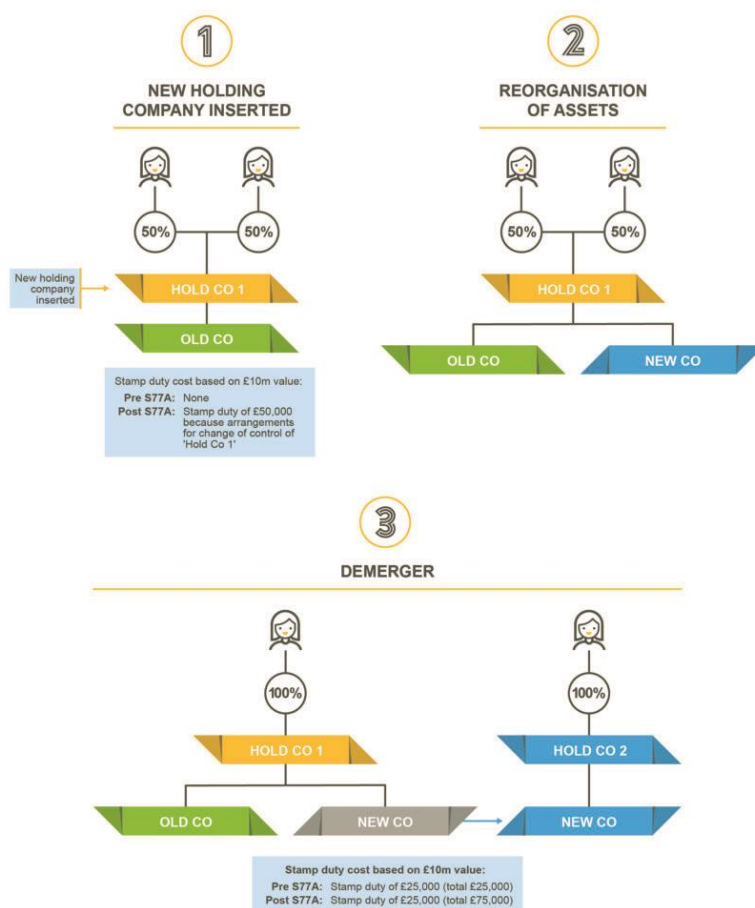 1
NEW HOLDING
COMPANY INSERTED
50%
50%
New holding
company
inserted
HOLD CO 1
OLD CO
Stamp duty cost based on £10m value:
Pre S77A: None
Post S77A: Stamp duty of £50,000
because arrangements
for change of control of
'Hold Co 1'
2
REORGANISATION
OF ASSETS
50%
50%
HOLD CO 1
OLD CO
NEW CO
3
DEMERGER
100%
100%
HOLD CO 1
HOLD CO 2
OLD CO
NEW CO
NEW CO
Stamp duty cost based on £10m value:
Pre S77A: Stamp duty of £25,000 (total £25,000)
Post S77A: Stamp duty of £25,000 (total £75,000)